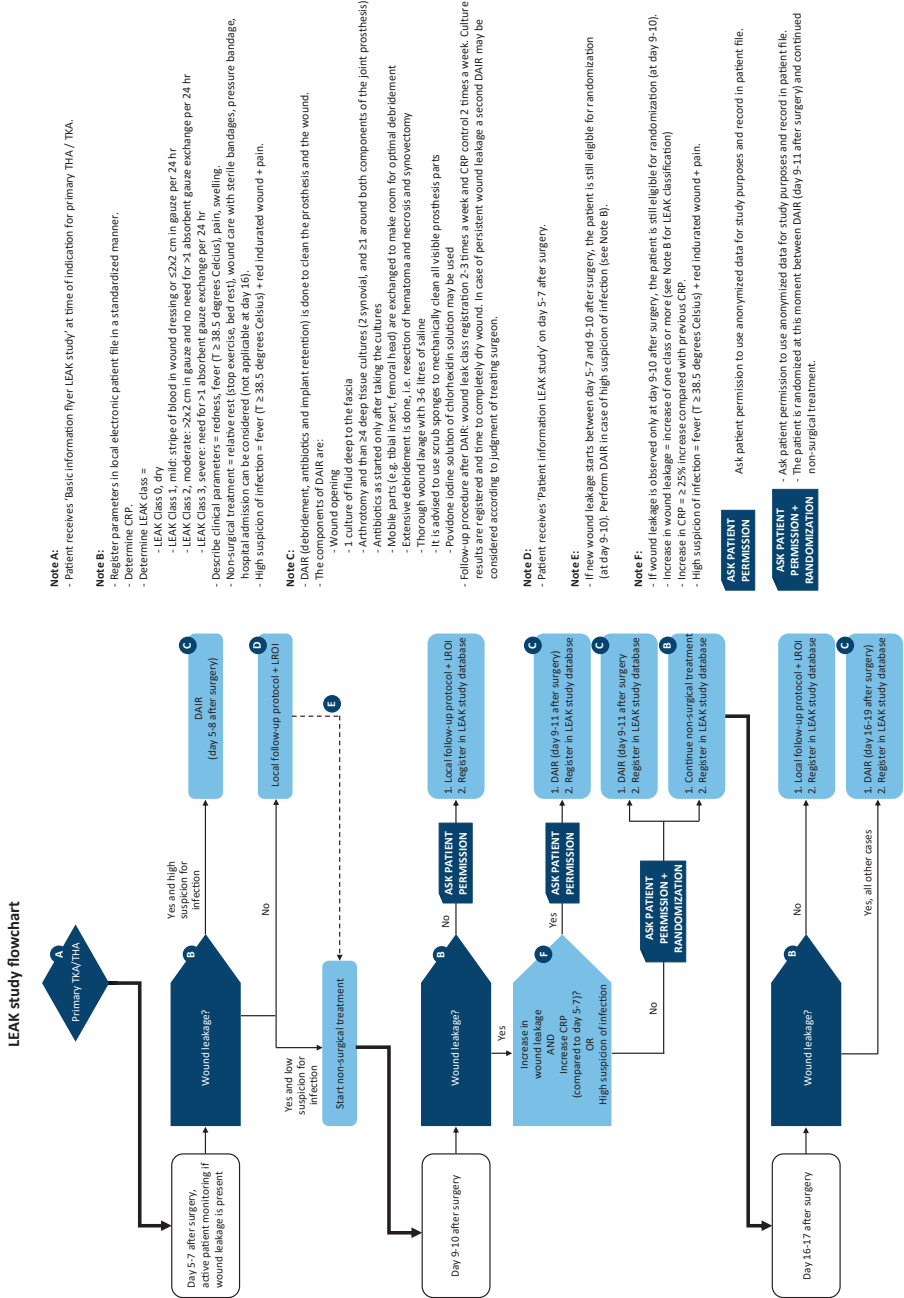 LEAK study flowchart
A
Primary TKA/THA
Day 5-7 after surgery,
active patient monitoring if
wound leakage is present
B
Wound leakage?
Yes and high
suspicion for
infection
C
DAIR
(day 5-8 after surgery)
No
D
Local follow-up protocol + LROI
E
Yes and low
suspicion for
infection
Start non-surgical treatment
Day 9-10 after surgery
B
Wound leakage?
No
ASK PATIENT
PERMISSION
1. Local follow-up protocol + LROI
2. Register in LEAK study database
Yes
F
Increase in
wound leakage
AND
Increase CRP
(compared to day 5-7)?
OR
High suspicion of infection
Yes
ASK PATIENT
PERMISSION
C
1. DAIR (day 9-11 after surgery)
2. Register in LEAK study database
No
ASK PATIENT
PERMISSION +
RANDOMIZATION
C
1. DAIR (day 9-11 after surgery
2. Register in LEAK study database
B
1. Continue non-surgical treatment
2. Register in LEAK study database
Day 16-17 after surgery
B
Wound leakage?
No
1. Local follow-up protocol + LROI
2. Register in LEAK study database
Yes, all other cases
C
1. DAIR (day 16-19 after surgery)
2. Register in LEAK study database
Note A:
- Patient receives 'Basic information flyer LEAK study' at time of indication for primary THA / TKA.
Note B:
- Register parameters in local electronic patient file in a standardized manner.
- Determine CRP.
- Determine LEAK class =
- LEAK Class 0, dry
- LEAK Class 1, mild: stripe of blood in wound dressing or ≤2x2 cm in gauze per 24 hr
- LEAK Class 2, moderate: >2x2 cm in gauze and no need for >1 absorbent gauze exchange per 24 hr
- LEAK Class 3, severe: need for >1 absorbent gauze exchange per 24 hr
- Describe clinical parameters = redness, fever (T ≥ 38.5 degrees Celcius), pain, swelling.
- Non-surgical treatment = relative rest (stop exercise, bed rest), wound care with sterile bandages, pressure bandage,
hospital admission can be considered (not applicable at day 16).
- High suspicion of infection = fever (T ≥ 38.5 degrees Celsius) + red indurated wound + pain.
Note C:
- DAIR (debridement, antibiotics and implant retention) is done to clean the prosthesis and the wound.
- The components of DAIR are:
- Wound opening
- 1 culture of fluid deep to the fascia
- Arthrotomy and than ≥4 deep tissue cultures (2 synovial, and ≥1 around both components of the joint prosthesis)
- Antibiotics as started only after taking the cultures
- Mobile parts (e.g. tibial insert, femoral head) are exchanged to make room for optimal debridement
- Extensive debridement is done, i.e. resection of hematoma and necrosis and synovectomy
- Thorough wound lavage with 3-6 litres of saline
- It is advised to use scrub sponges to mechanically clean all visible prosthesis parts
- Povidone iodine solution of chlorhexidin solution may be used
- Follow-up procedure after DAIR: wound leak class registration 2-3 times a week and CRP control 2 times a week. Culture
results are registered and time to completely dry wound. In case of persistent wound leakage a second DAIR may be
considered according to judgment of treating surgeon.
Note D:
- Patient receives 'Patient information LEAK study' on day 5-7 after surgery.
Note E:
- If new wound leakage starts between day 5-7 and 9-10 after surgery, the patient is still eligible for randomization
(at day 9-10). Perform DAIR in case of high suspicion of infection (see Note B).
Note F:
- If wound leakage is observed only at day 9-10 after surgery, the patient is still eligible for randomization (at day 9-10).
- Increase in wound leakage = increase of one class or more (see Note B for LEAK classification)
- Increase in CRP = ≥ 25% increase compared with previous CRP.
- High suspicion of infection = fever (T ≥ 38.5 degrees Celsius) + red indurated wound + pain.
ASK PATIENT
PERMISSION
Ask patient permission to use anonymized data for study purposes and record in patient file.
ASK PATIENT
PERMISSION +
RANDOMIZATION
- Ask patient permission to use anonymized data for study purposes and record in patient file.
- The patient is randomized at this moment between DAIR (day 9-11 after surgery) and continued
non-surgical treatment.